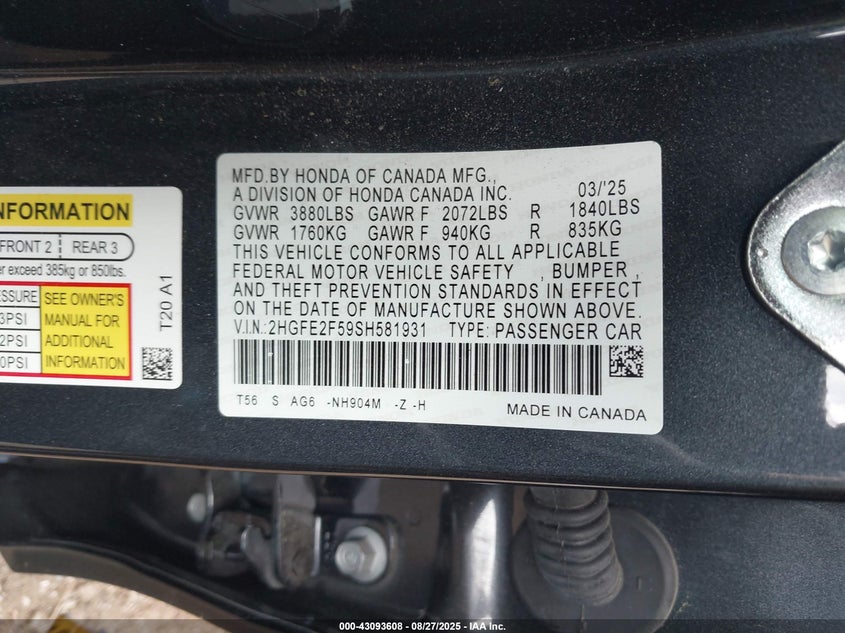 MFD.BY HONDA OF CANADA MFG.
A DIVISION OF HONDA CANADA INC. 03/'25
GVWR 3880LBS GAWR F 2072LBS R 1840LBS
GVWR 1760KG GAWR F 940KG R 835KG
THIS VEHICLE CONFORMS TO ALL APPLICABLE
FEDERAL MOTOR VEHICLE SAFETY , BUMPER ,
AND THEFT PREVENTION STANDARDS IN EFFECT
ON THE DATE OF MANUFACTURE SHOWN ABOVE.
V.I.N.:2HGFE2F59SH581931 TYPE: PASSENGER CAR
T56 S AG6 -NH904M -Z -H
MADE IN CANADA
INFORMATION
FRONT 2 REAR 3
exceed 385kg or 850lbs.
SEE OWNER'S
3PSI MANUAL FOR
2PSI ADDITIONAL
0PSI INFORMATION
T20 A1
000-43093608 - 08/27/2025 - IAA Inc.